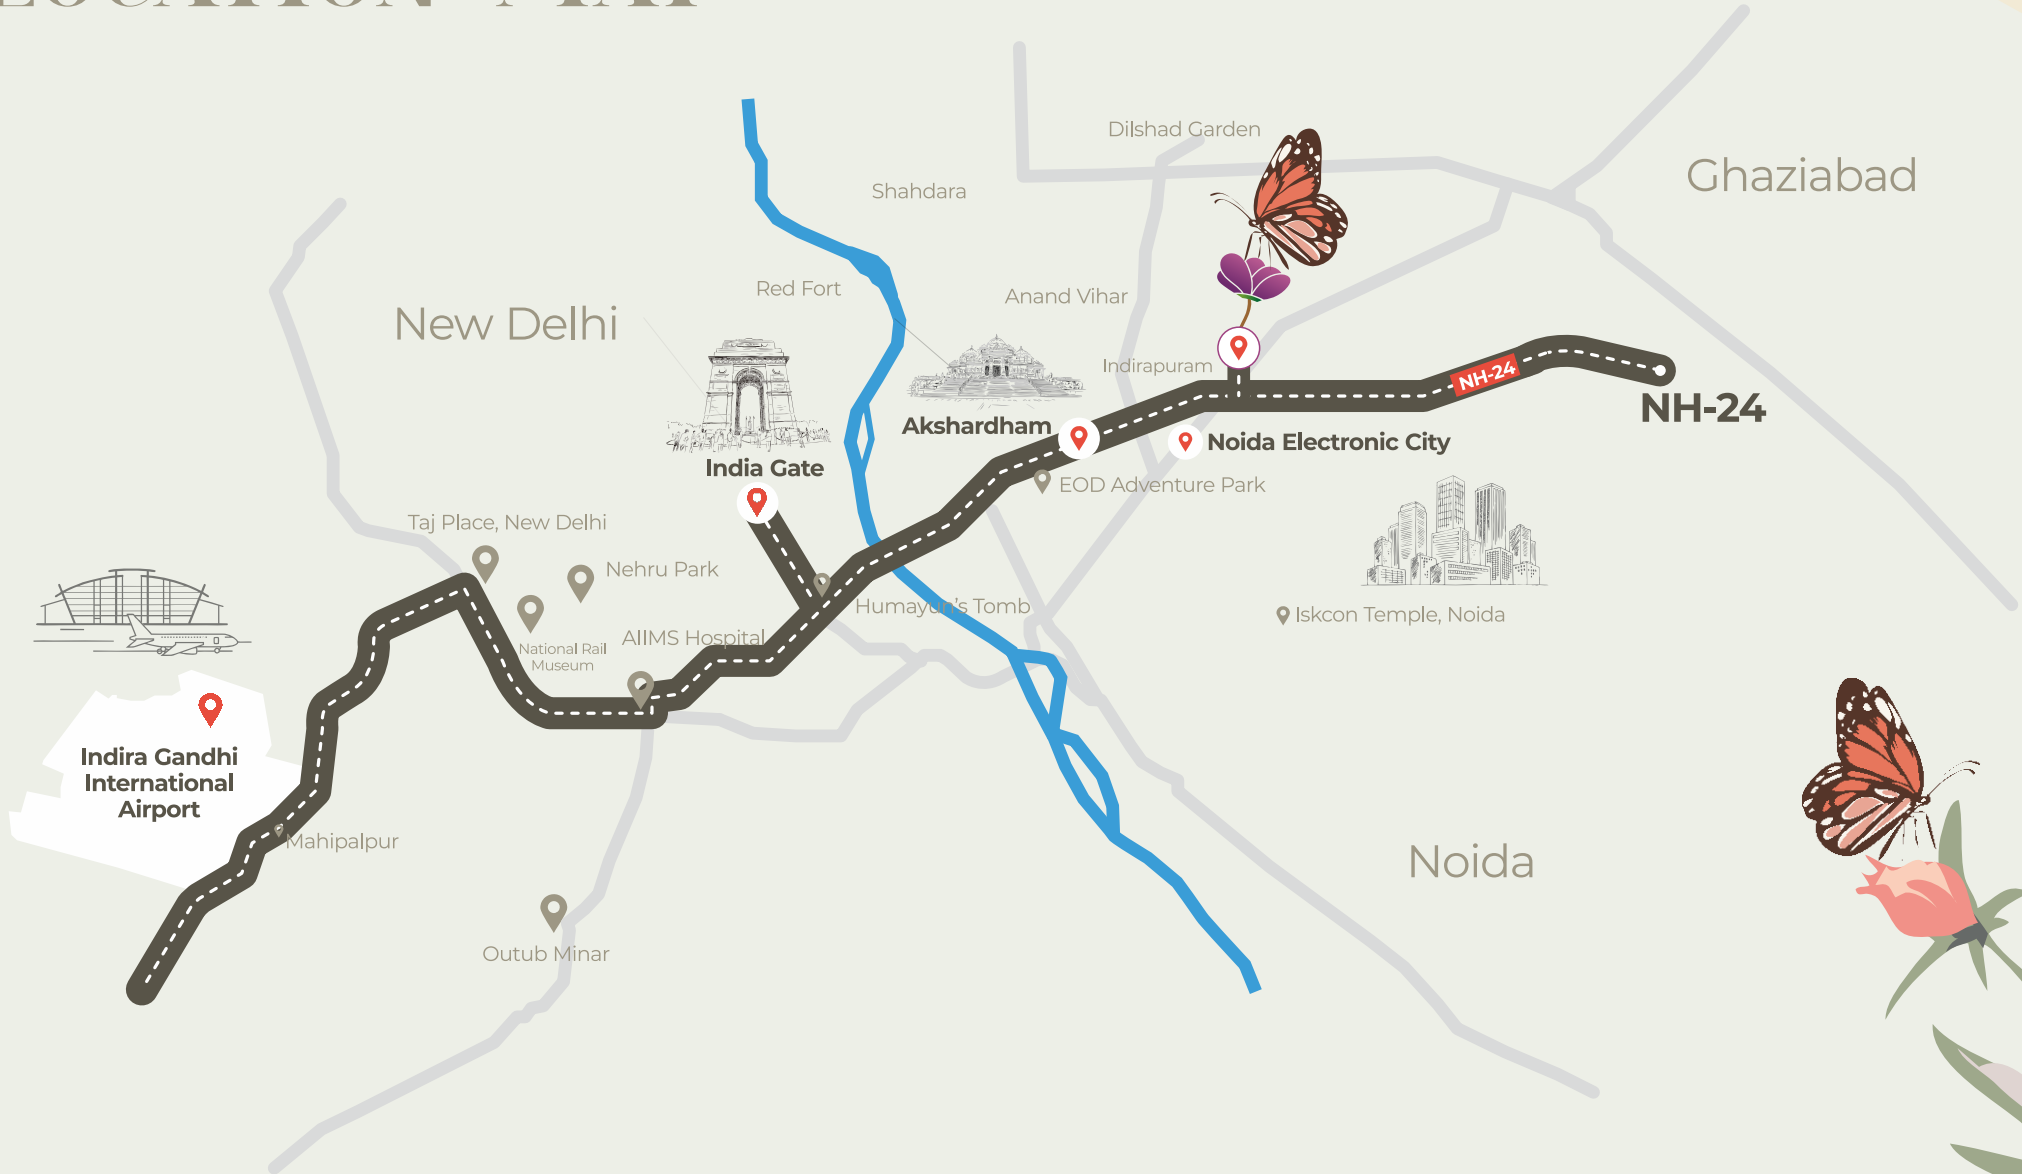 LOCATION MAP
Dilshad Garden
Ghaziabad
Shahdara
Red Fort
Anand Vihar
New Delhi
Indirapuram
NH-24
NH-24
Akshardham
Noida Electronic City
India Gate
EOD Adventure Park
Taj Place, New Delhi
Nehru Park
Humayun's Tomb
Iskcon Temple, Noida
AIIMS Hospital
National Rail
Museum
Indira Gandhi
International
Airport
Mahipalpur
Noida
Outub Minar